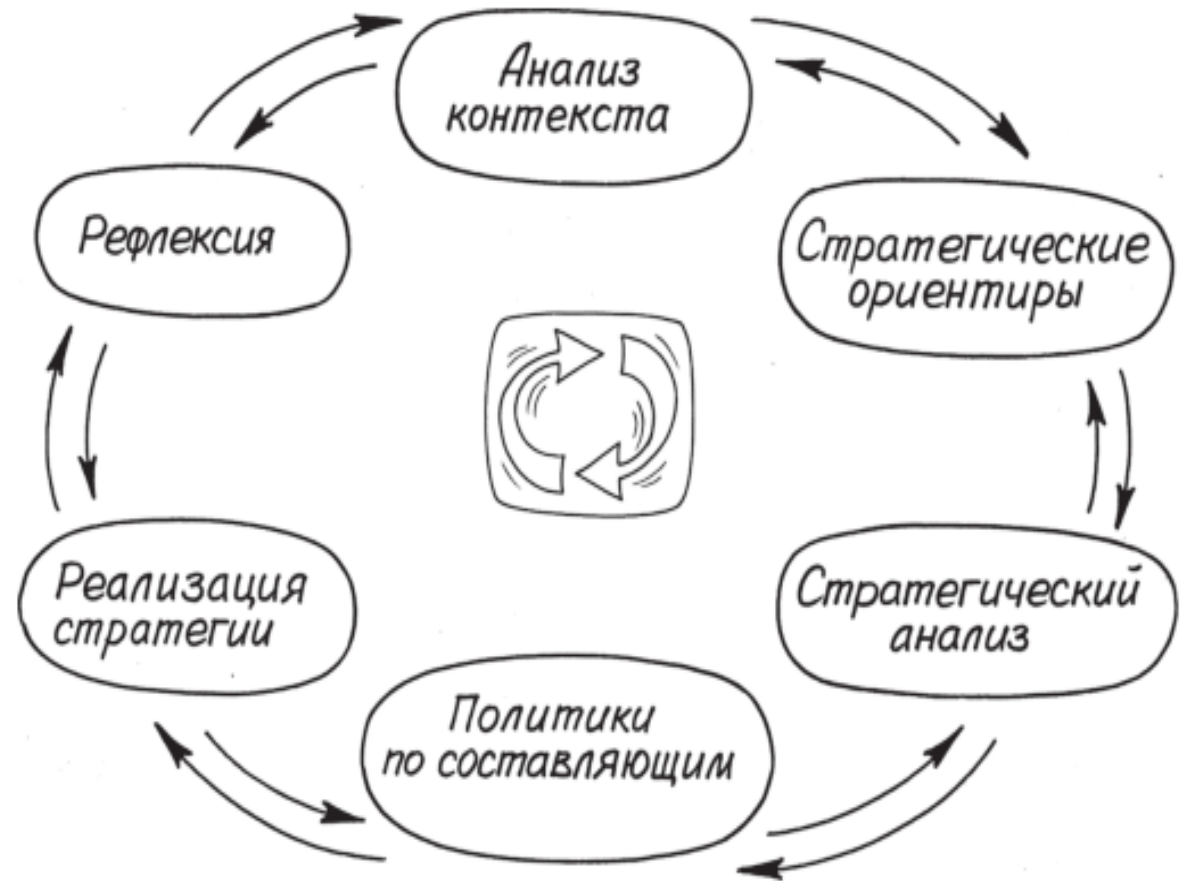 Анализ
контекста
Стратегические
ориентиры
Стратегический
анализ
Политики
по составляющим
Реализация
стратегии
Рефлексия